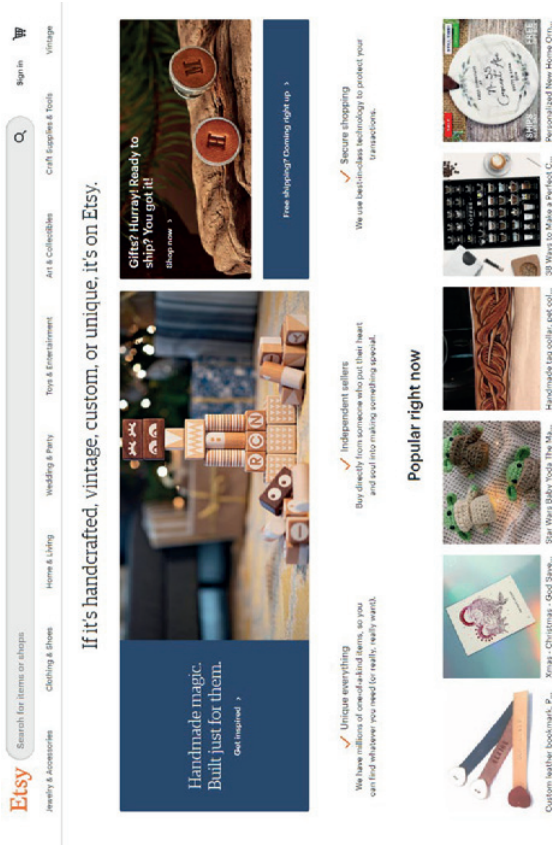 Etsy
Search for items or shops
Sign in
Jewelry & Accessories
Clothing & Shoes
Home & Living
Wedding & Party
Toys & Entertainment
Art & Collectibles
Craft Supplies & Tools
Vintage
If it's handcrafted, vintage, custom, or unique, it's on Etsy.
Handmade magic.
Built just for them.
Get inspired >
R C N
Gifts? Hurray! Ready to
ship? You got it!
Shop now >
H
M
Free shipping? Coming right up >
Unique everything
We have millions of one-of-a-kind items, so you
can find whatever you need (or really, really want).
Independent sellers
Buy directly from someone who put their heart
and soul into making something special.
Secure shopping
We use best-in-class technology to protect your
transactions.
Popular right now
COFFEE
FREE
SHIP
Custom leather bookmark, P...
Xmas - Christmas - God Save...
Star Wars Baby Yoda The Ma...
Handmade tag collar, pet col...
38 Ways to Make a Perfect C...
Personalized New Home Orn...